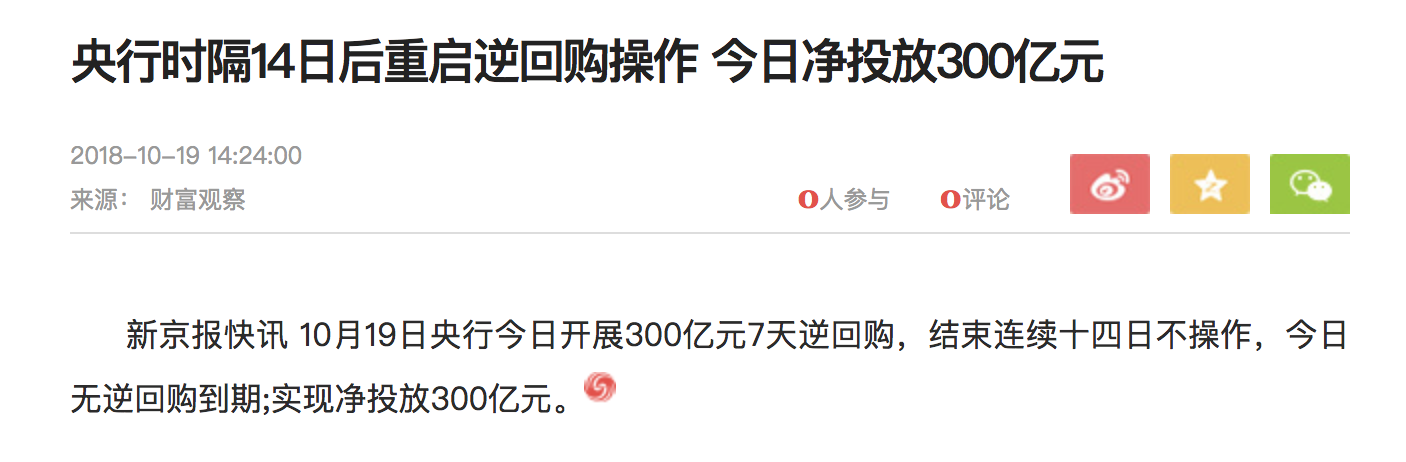 央行时隔14日后重启逆回购操作 今日净投放300亿元
2018-10-19 14:24:00
来源： 财富观察
0人参与 0评论
新京报快讯 10月19日央行今日开展300亿元7天逆回购，结束连续十四日不操作，今日
无逆回购到期;实现净投放300亿元。